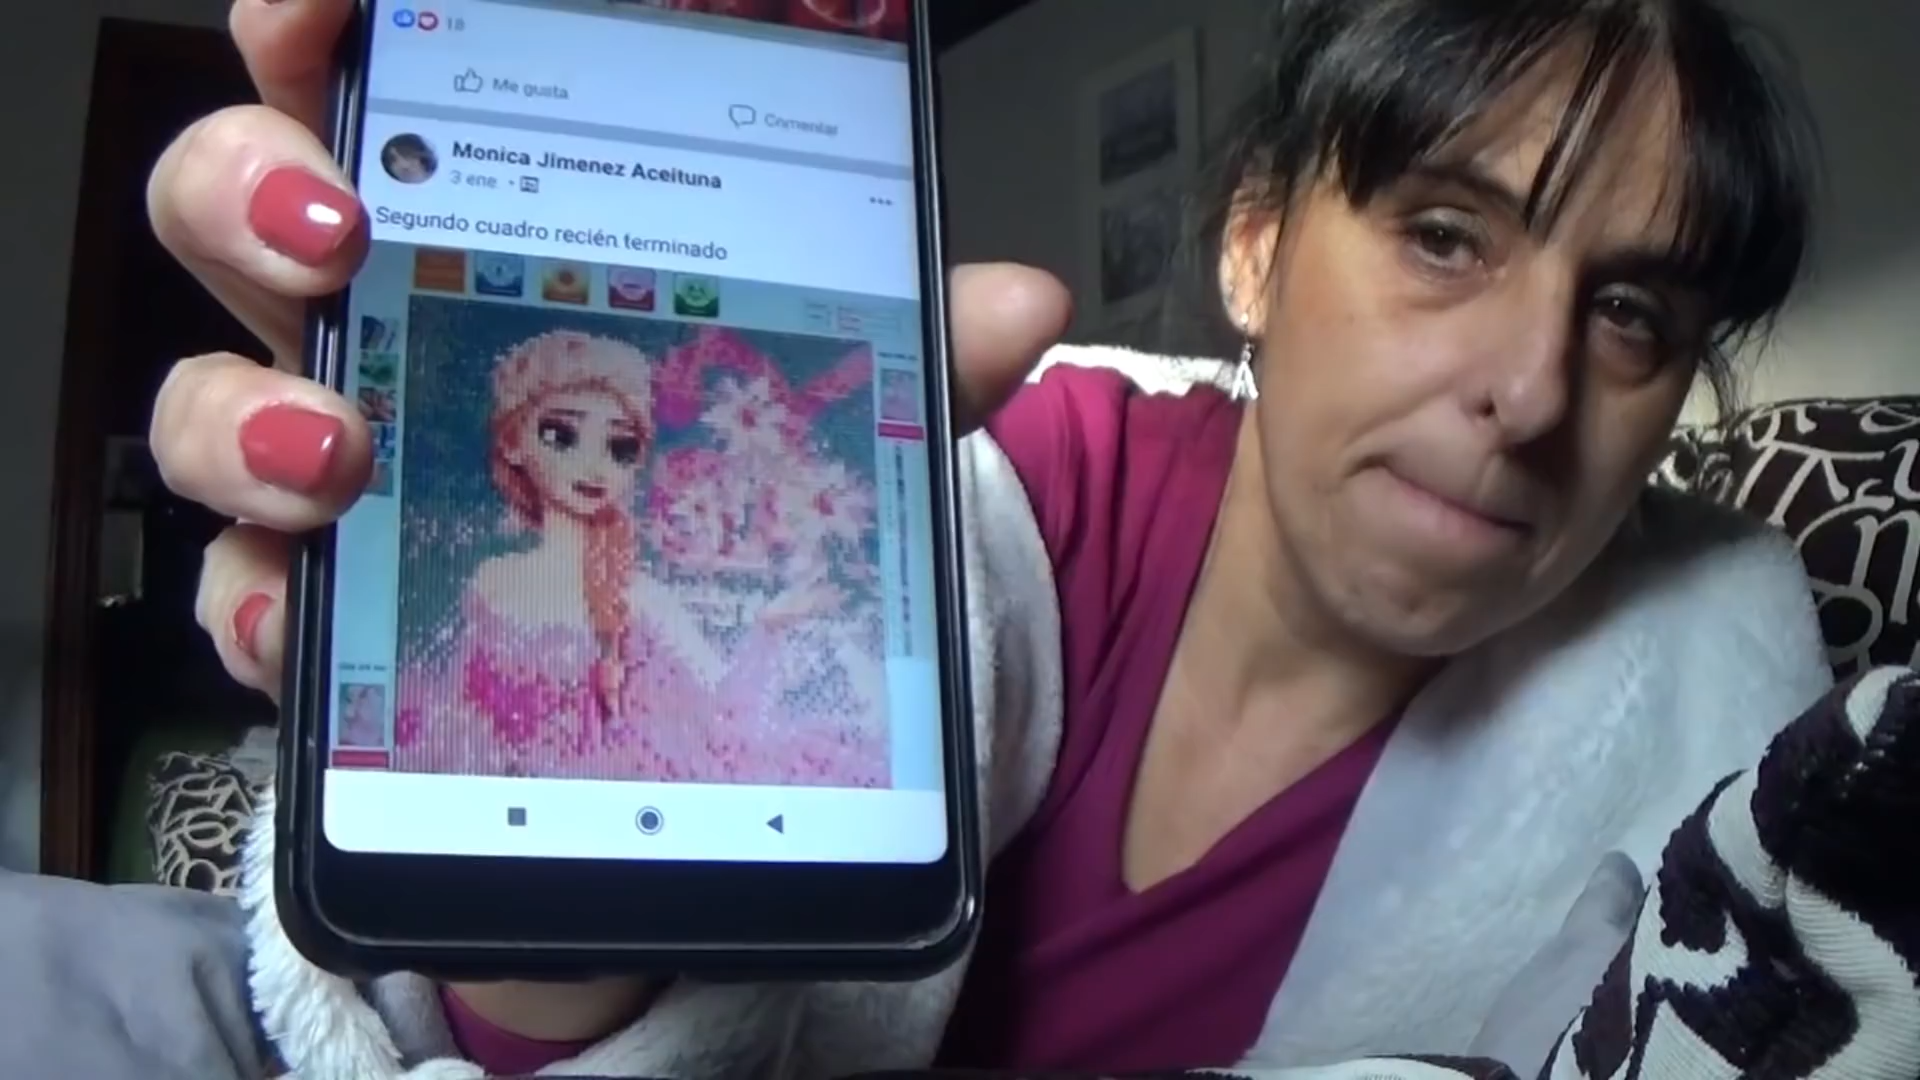 18
Me gusta
Comentar
Monica Jimenez Aceituna
3 ene.
Segundo cuadro recién terminado